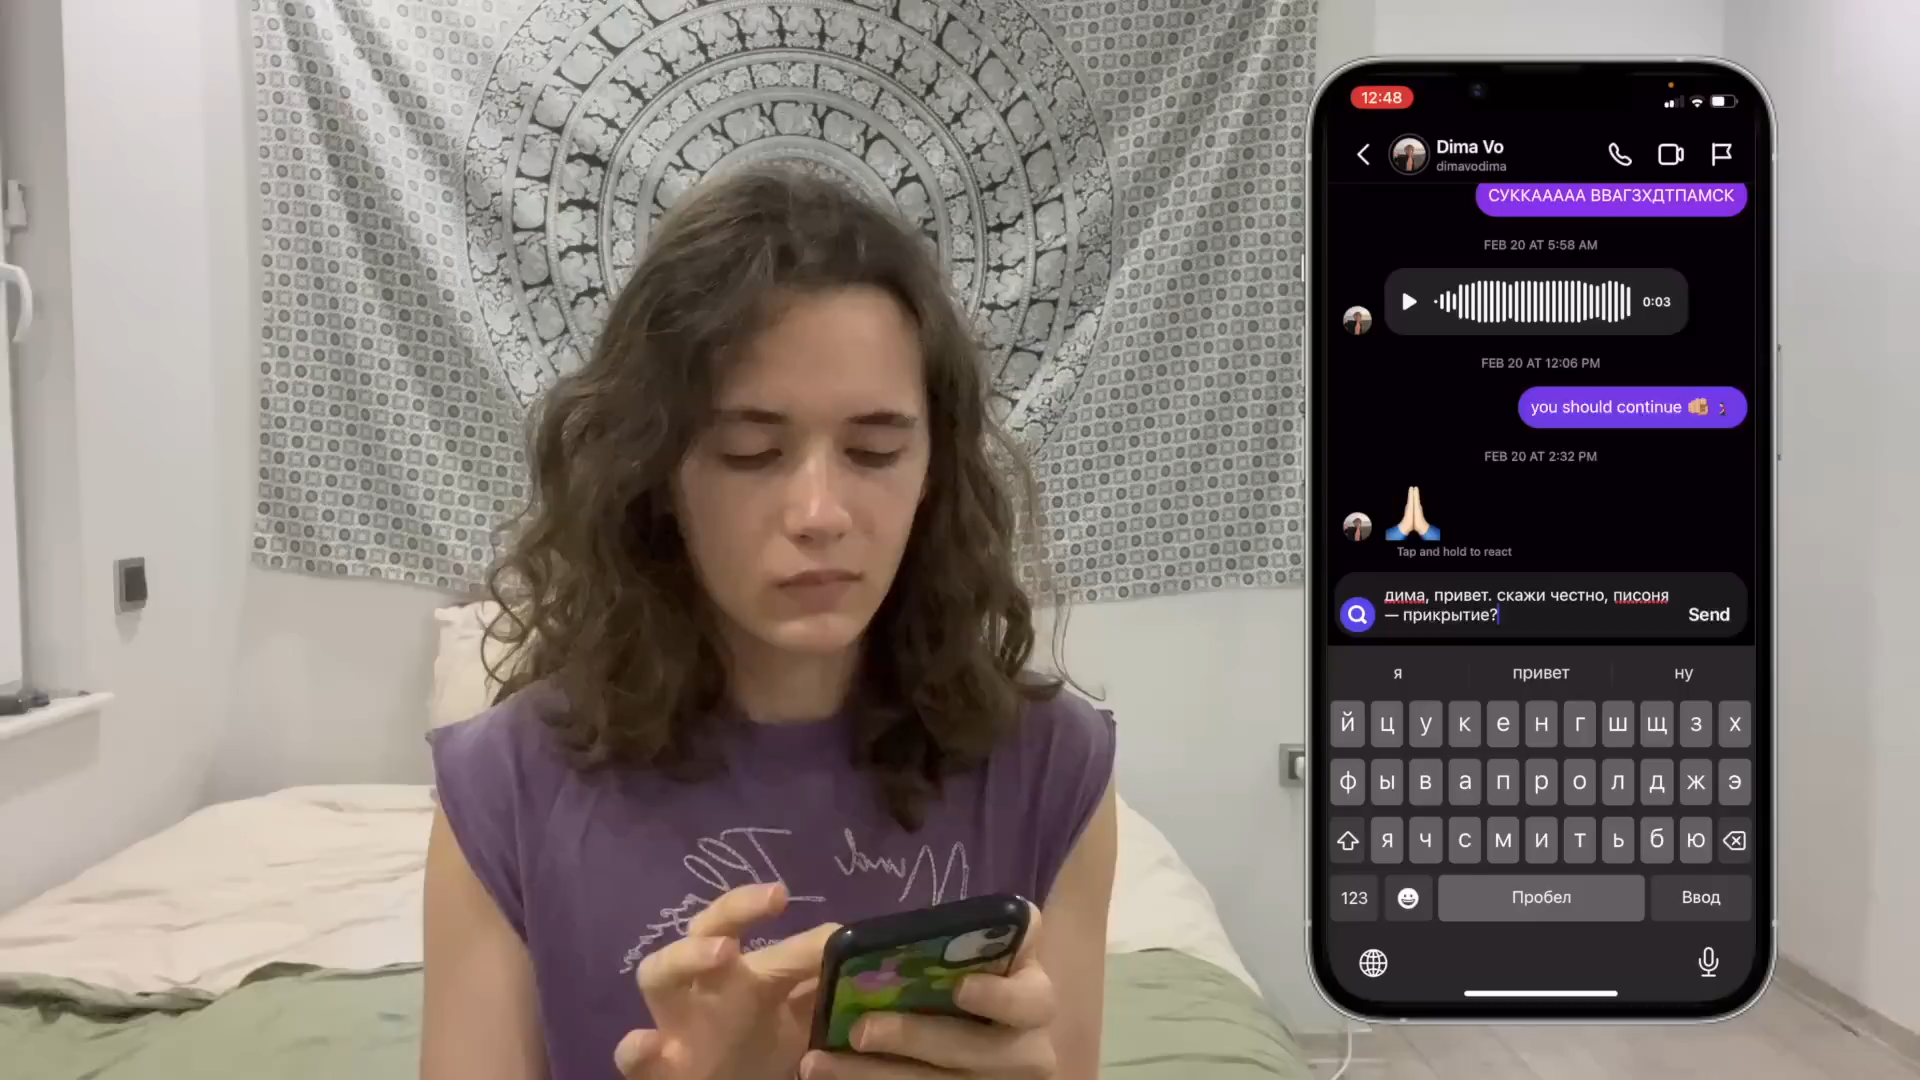 12:48
Dima Vo
dimavodima
СУККААААА ВВАГЗХДТПАМСК
FEB 20 AT 5:58 AM
0:03
FEB 20 AT 12:06 PM
you should continue
FEB 20 AT 2:32 PM
Tap and hold to react
дима, привет. скажи честно, писоня
— прикрытие?
Send
я привет ну
й ц у к е н г ш щ з х
ф ы в а п р о л д ж э
я ч с м и т ь б ю
123 Пробел Ввод